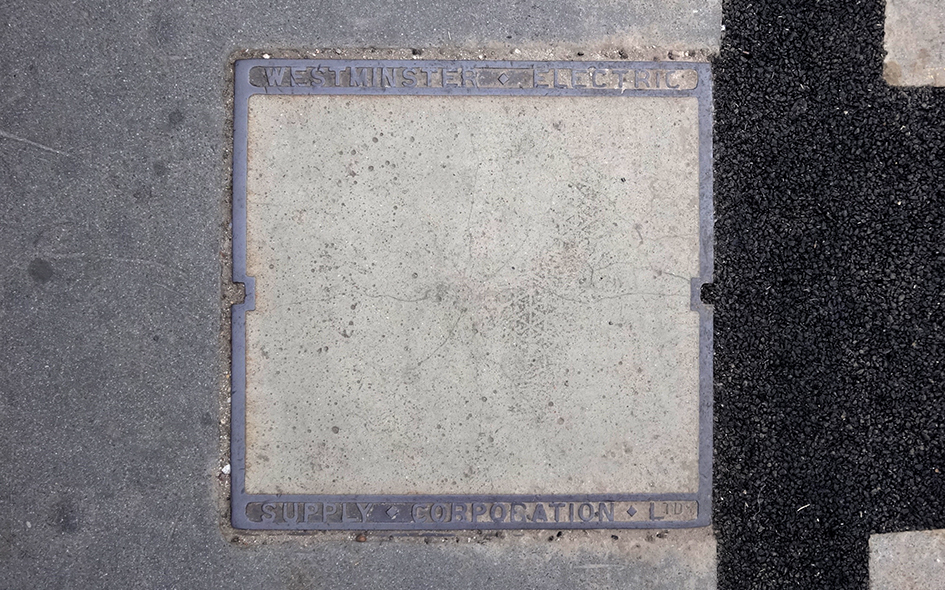 WESTMINSTER ◆ ELECTRIC
SUPPLY ◆ CORPORATION ◆ LTD